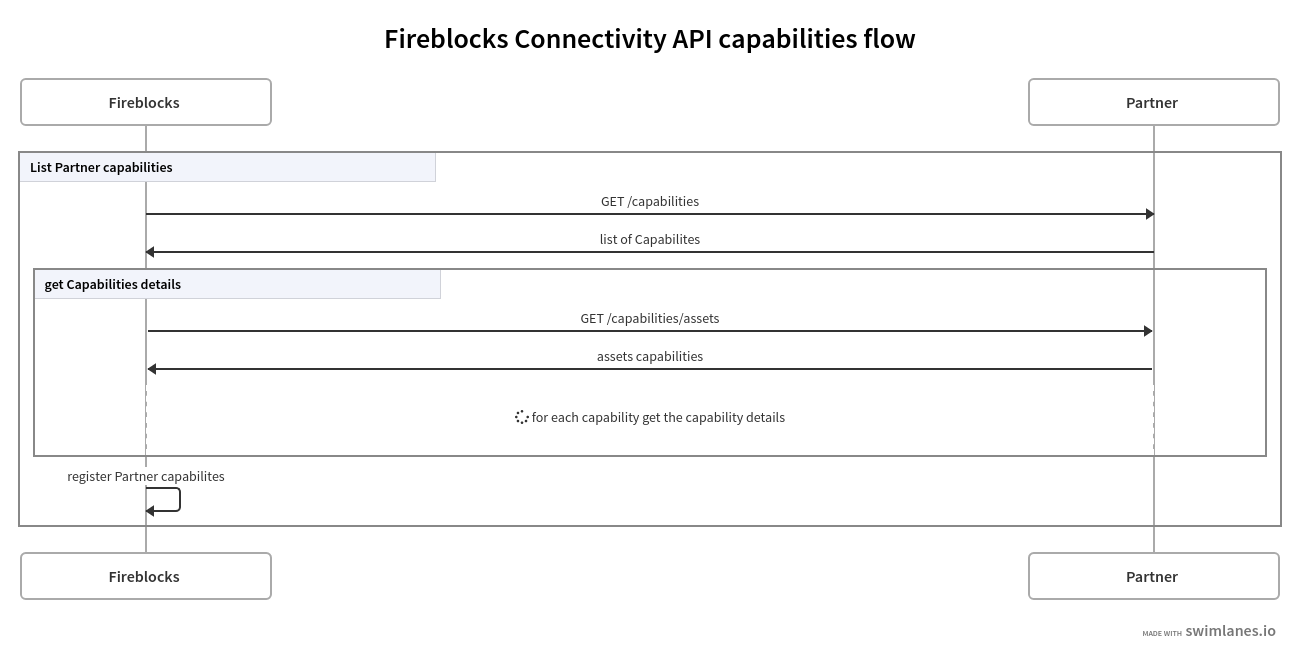 Fireblocks Connectivity API capabilities flow
Fireblocks
Partner
List Partner capabilities
GET /capabilities
list of Capabilites
get Capabilities details
GET /capabilities/assets
assets capabilities
for each capability get the capability details
register Partner capabilites
Fireblocks
Partner
MADE WITH swimlanes.io